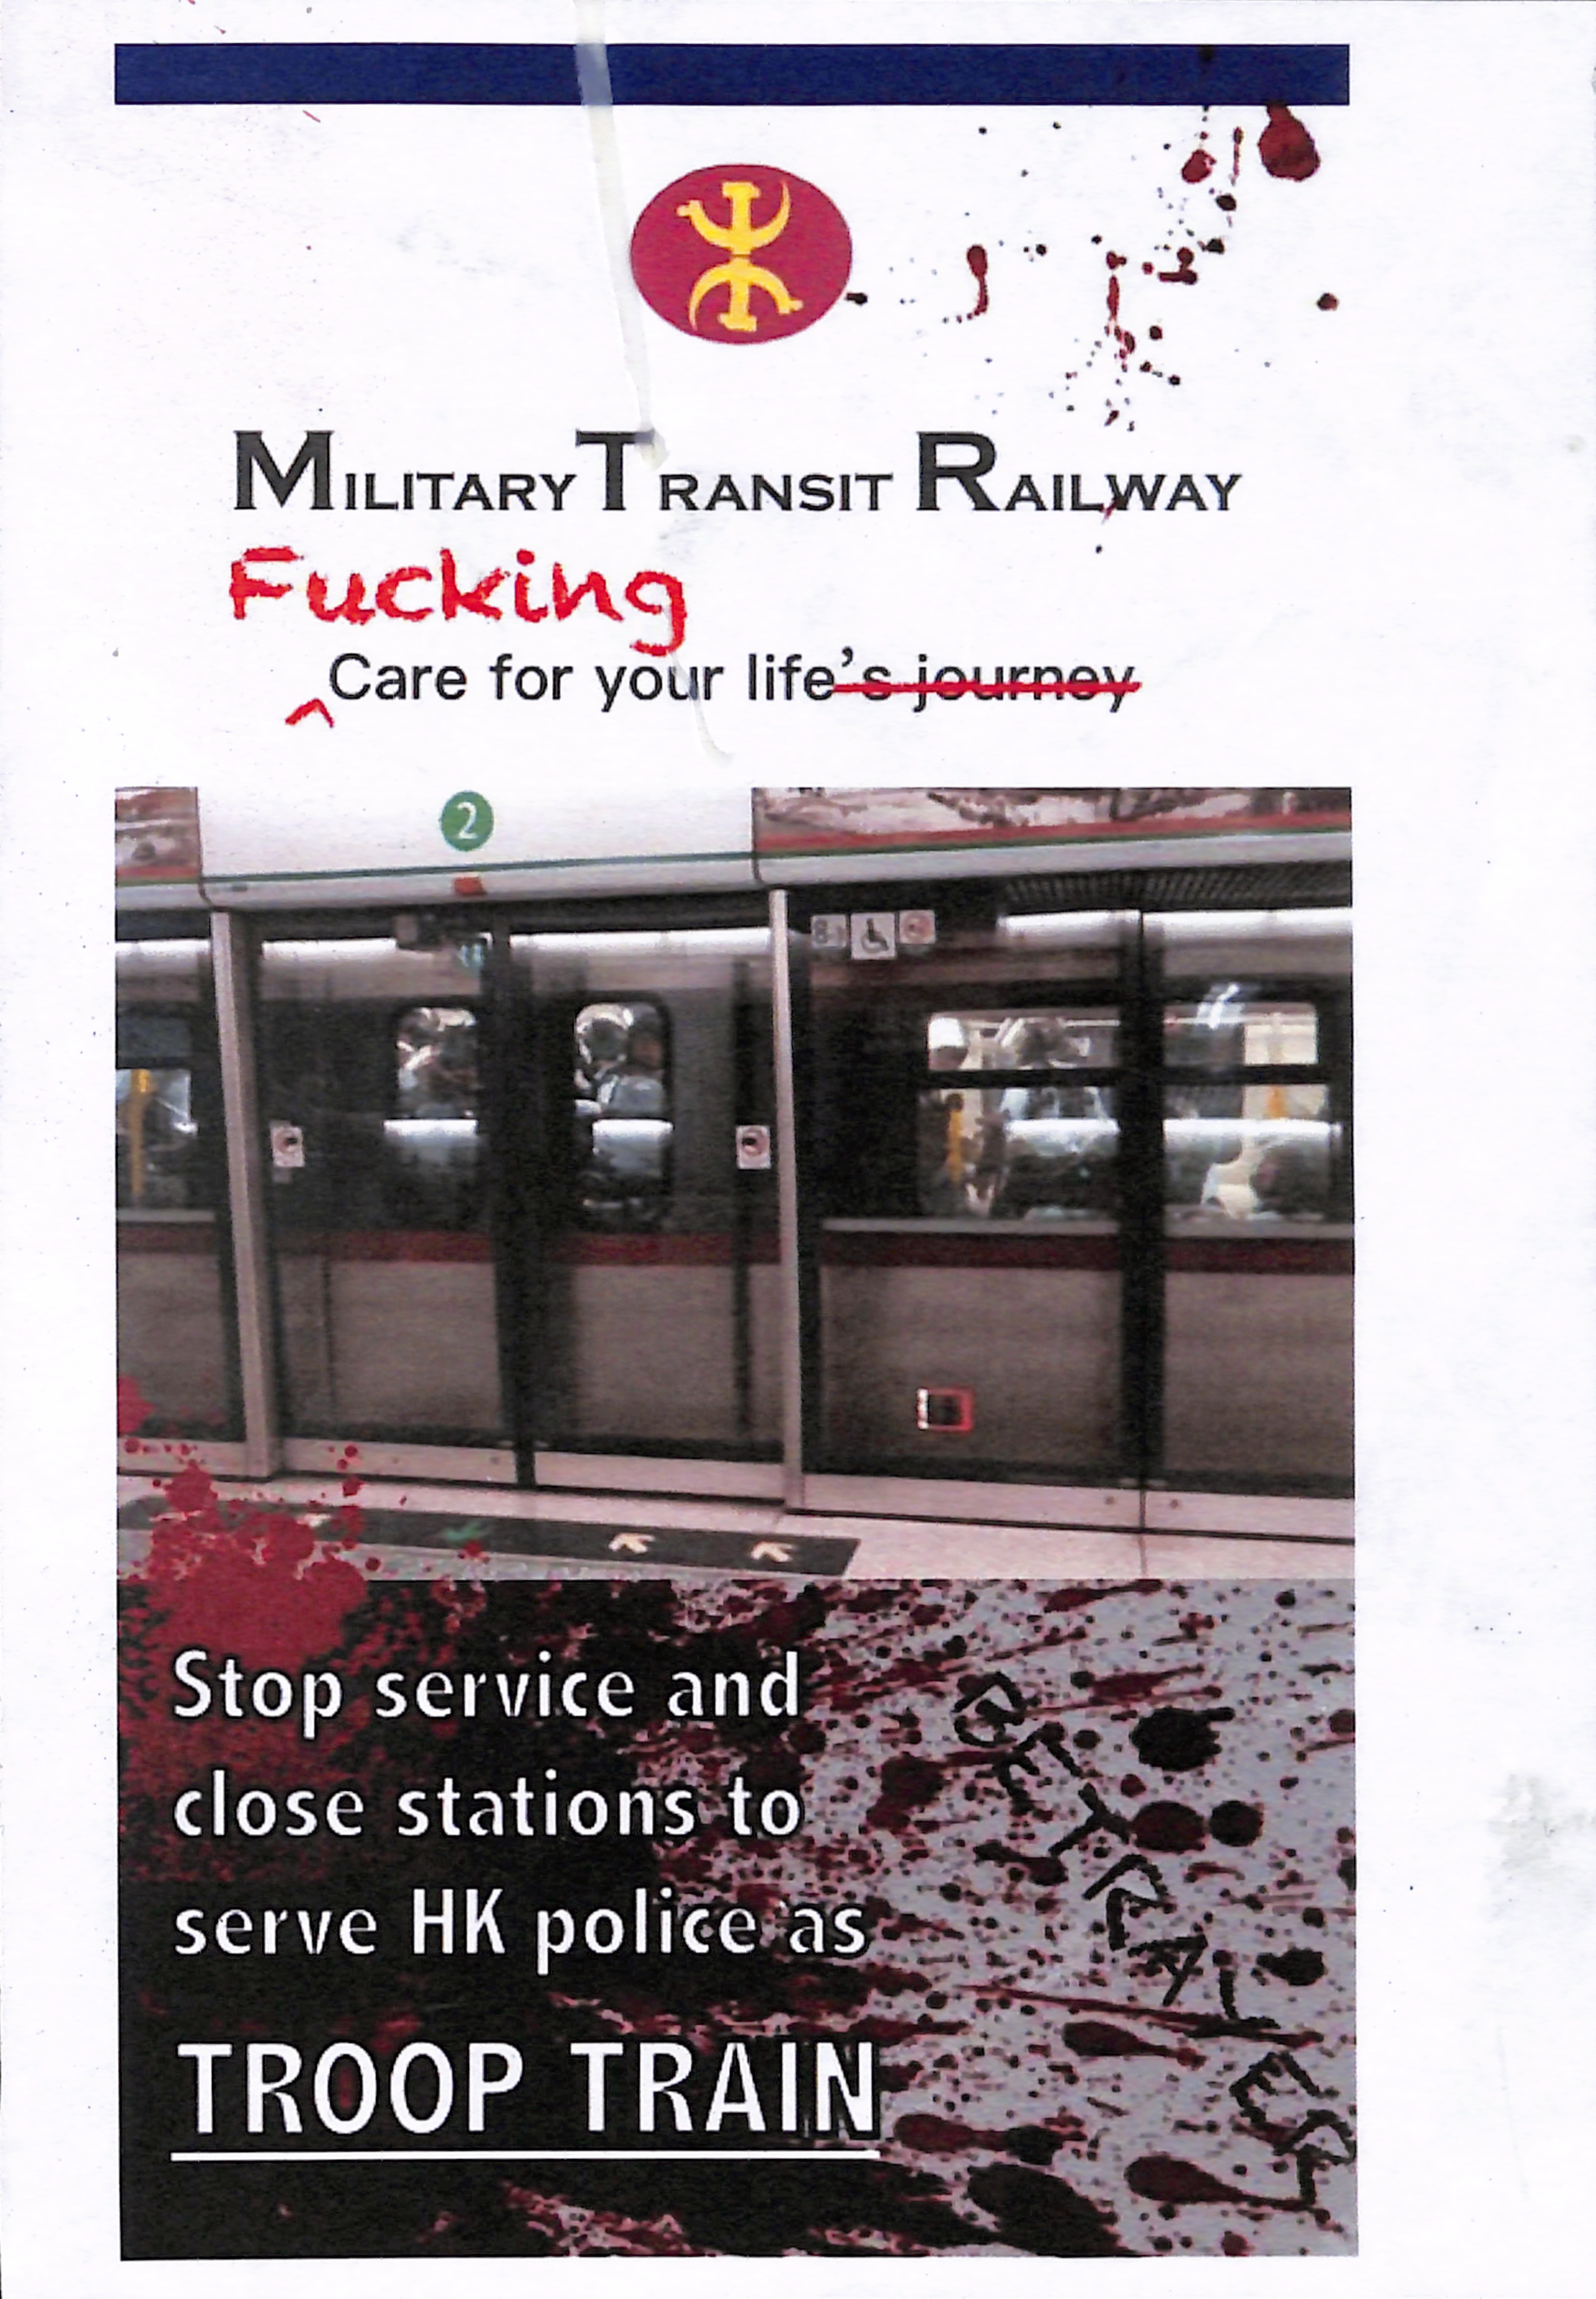 MILITARY TRANSIT RAILWAY
Fucking
Care for your life's journey
2
Stop service and
close stations to
serve HK police as
TROOP TRAIN
BETRAYER